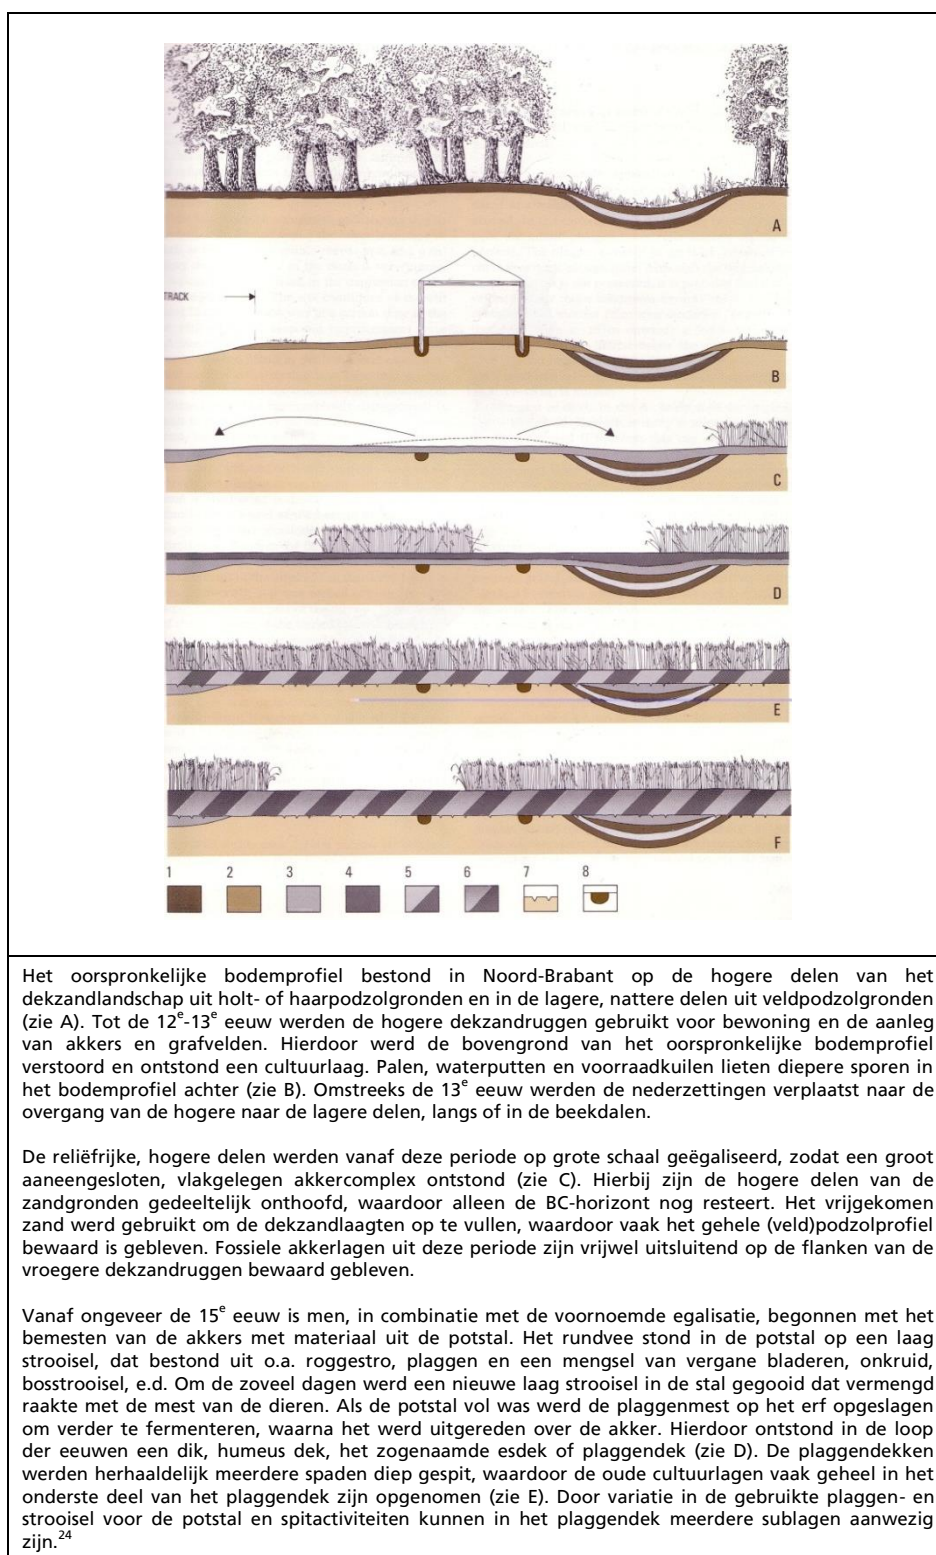 A
TRACK
B
C
D
E
F
1 2 3 4 5 6 7 8
Het oorspronkelijke bodemprofiel bestond in Noord-Brabant op de hogere delen van het
dekzandlandschap uit holt- of haarpodzolgronden en in de lagere, nattere delen uit veldpodzolgronden
(zie A). Tot de 12e-13e eeuw werden de hogere dekzandruggen gebruikt voor bewoning en de aanleg
van akkers en grafvelden. Hierdoor werd de bovengrond van het oorspronkelijke bodemprofiel
verstoord en ontstond een cultuurlaag. Palen, waterputten en voorraadkuilen lieten diepere sporen in
het bodemprofiel achter (zie B). Omstreeks de 13e eeuw werden de nederzettingen verplaatst naar de
overgang van de hogere naar de lagere delen, langs of in de beekdalen.
De reliëfrijke, hogere delen werden vanaf deze periode op grote schaal geëgaliseerd, zodat een groot
aaneengesloten, vlakgelegen akkercomplex ontstond (zie C). Hierbij zijn de hogere delen van de
zandgronden gedeeltelijk onthoofd, waardoor alleen de BC-horizont nog resteert. Het vrijgekomen
zand werd gebruikt om de dekzandlaagten op te vullen, waardoor vaak het gehele (veld)podzolprofiel
bewaard is gebleven. Fossiele akkerlagen uit deze periode zijn vrijwel uitsluitend op de flanken van de
vroegere dekzandruggen bewaard gebleven.
Vanaf ongeveer de 15e eeuw is men, in combinatie met de voornoemde egalisatie, begonnen met het
bemesten van de akkers met materiaal uit de potstal. Het rundvee stond in de potstal op een laag
strooisel, dat bestond uit o.a. roggestro, plaggen en een mengsel van vergane bladeren, onkruid,
bosstrooisel, e.d. Om de zoveel dagen werd een nieuwe laag strooisel in de stal gegooid dat vermengd
raakte met de mest van de dieren. Als de potstal vol was werd de plaggenmest op het erf opgeslagen
om verder te fermenteren, waarna het werd uitgereden over de akker. Hierdoor ontstond in de loop
der eeuwen een dik, humeus dek, het zogenaamde esdek of plaggendek (zie D). De plaggendekken
werden herhaaldelijk meerdere spaden diep gespit, waardoor de oude cultuurlagen vaak geheel in het
onderste deel van het plaggendek zijn opgenomen (zie E). Door variatie in de gebruikte plaggen- en
strooisel voor de potstal en spitactiviteiten kunnen in het plaggendek meerdere sublagen aanwezig
zijn.24